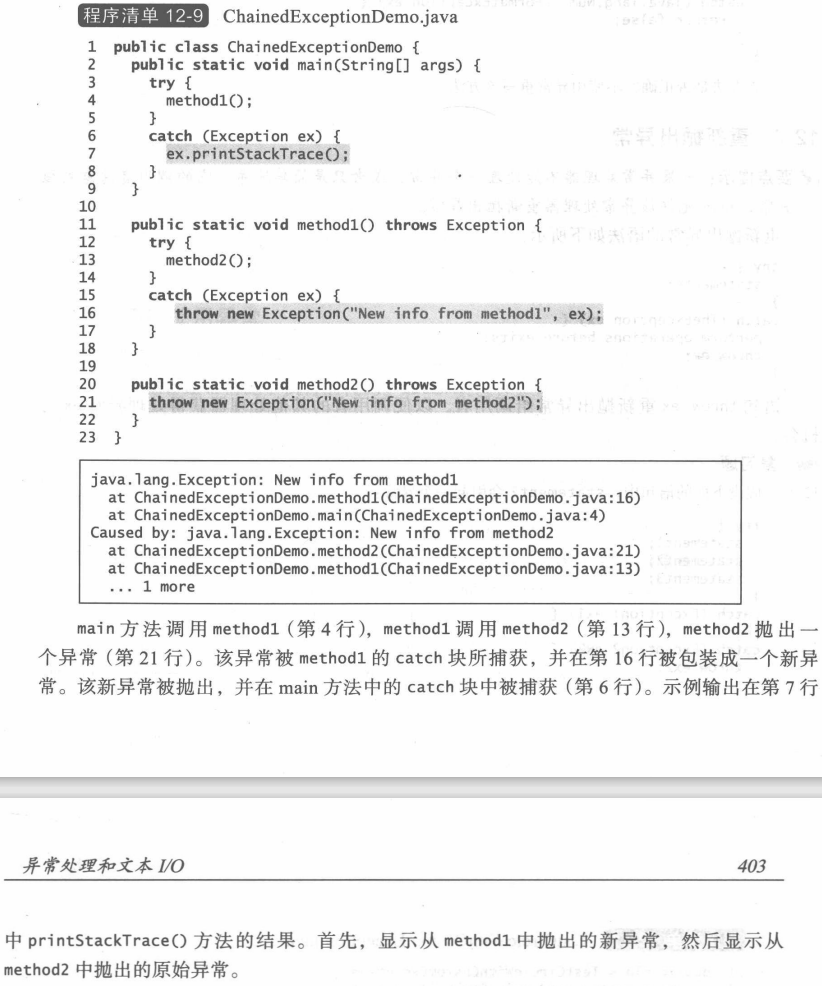 程序清单 12-9 ChainedExceptionDemo.java
1 public class ChainedExceptionDemo {
2   public static void main(String[] args) {
3     try {
4       method1();
5     }
6     catch (Exception ex) {
7       ex.printStackTrace();
8     }
9   }
10
11   public static void method1() throws Exception {
12     try {
13       method2();
14     }
15     catch (Exception ex) {
16       throw new Exception("New info from method1", ex);
17     }
18   }
19
20   public static void method2() throws Exception {
21     throw new Exception("New info from method2");
22   }
23 }
java.lang.Exception: New info from method1
  at ChainedExceptionDemo.method1(ChainedExceptionDemo.java:16)
  at ChainedExceptionDemo.main(ChainedExceptionDemo.java:4)
Caused by: java.lang.Exception: New info from method2
  at ChainedExceptionDemo.method2(ChainedExceptionDemo.java:21)
  at ChainedExceptionDemo.method1(ChainedExceptionDemo.java:13)
  ... 1 more
main 方法调用 method1（第 4 行），method1 调用 method2（第 13 行），method2 抛出一
个异常（第 21 行）。该异常被 method1 的 catch 块所捕获，并在第 16 行被包装成一个新异
常。该新异常被抛出，并在 main 方法中的 catch 块中被捕获（第 6 行）。示例输出在第 7 行
异常处理和文本 I/O 403
中 printStackTrace() 方法的结果。首先，显示从 method1 中抛出的新异常，然后显示从
method2 中抛出的原始异常。